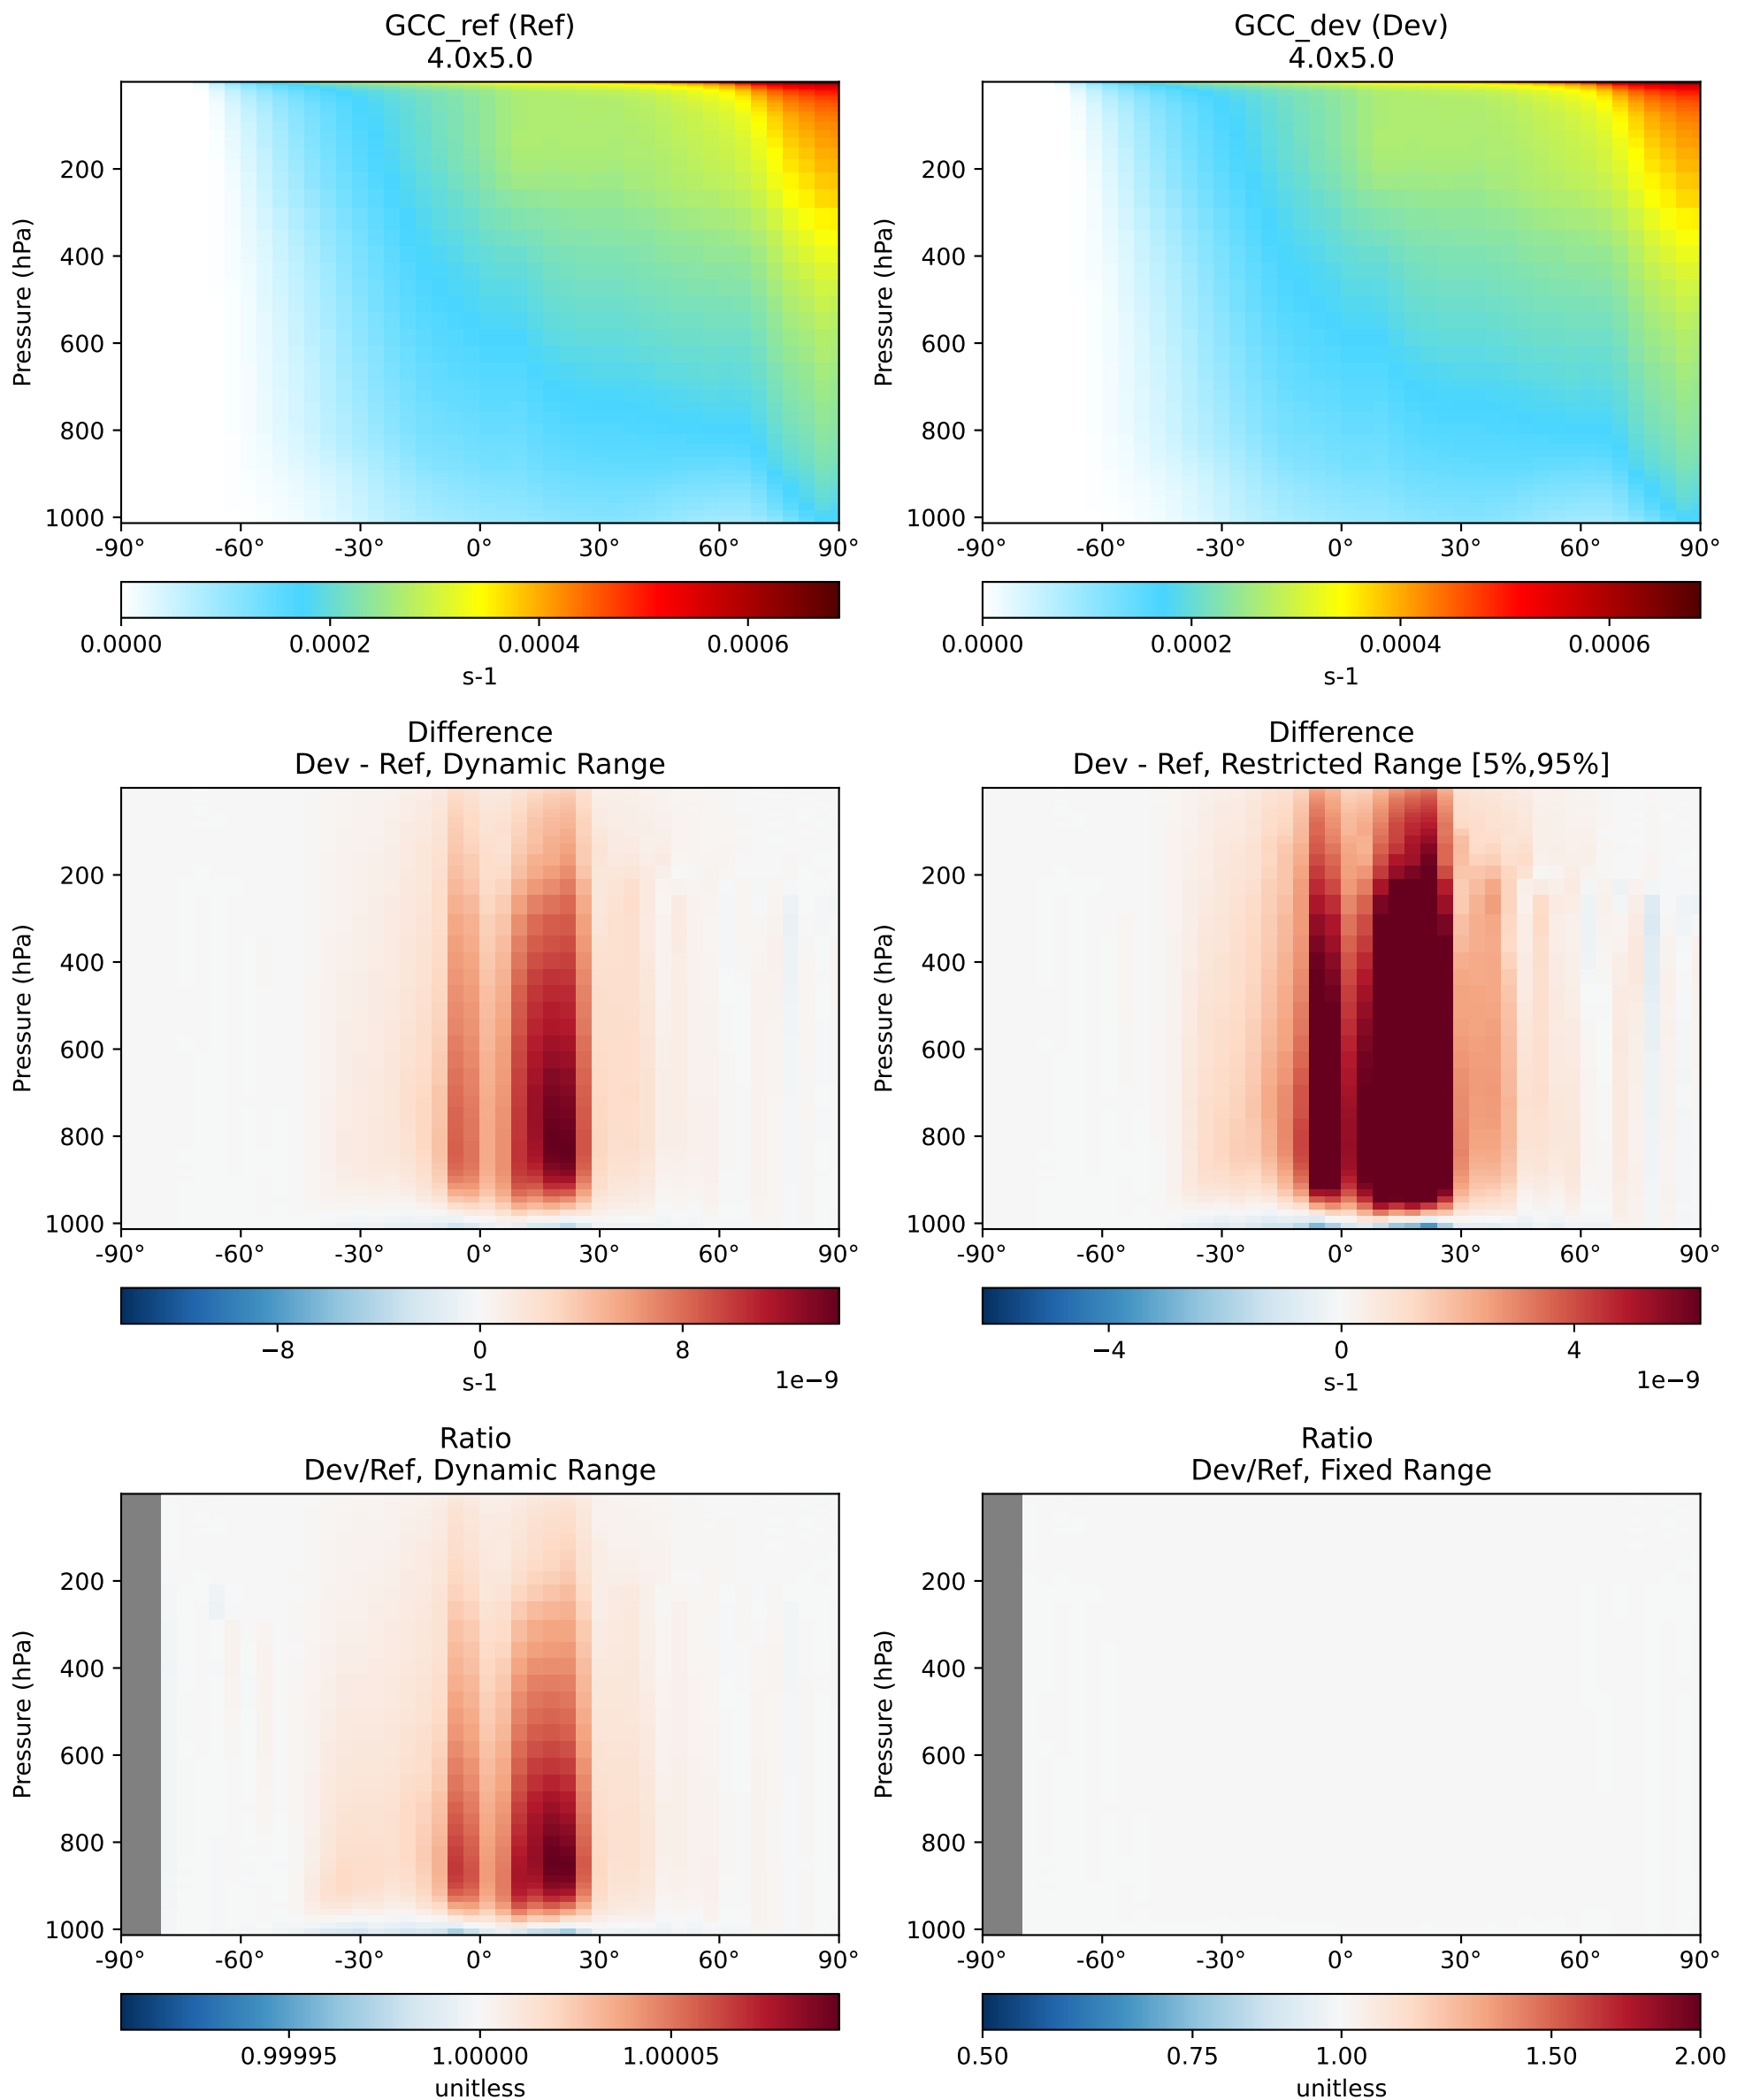 GCC_ref (Ref)
4.0x5.0
Pressure (hPa)
200
400
600
800
1000
-90° -60° -30° 0° 30° 60° 90°
0.0000 0.0002 0.0004 0.0006
s-1
GCC_dev (Dev)
4.0x5.0
Pressure (hPa)
200
400
600
800
1000
-90° -60° -30° 0° 30° 60° 90°
0.0000 0.0002 0.0004 0.0006
s-1
Difference
Dev - Ref, Dynamic Range
Pressure (hPa)
200
400
600
800
1000
-90° -60° -30° 0° 30° 60° 90°
−8 0 8
s-1 1e−9
Difference
Dev - Ref, Restricted Range [5%,95%]
Pressure (hPa)
200
400
600
800
1000
-90° -60° -30° 0° 30° 60° 90°
−4 0 4
s-1 1e−9
Ratio
Dev/Ref, Dynamic Range
Pressure (hPa)
200
400
600
800
1000
-90° -60° -30° 0° 30° 60° 90°
0.99995 1.00000 1.00005
unitless
Ratio
Dev/Ref, Fixed Range
Pressure (hPa)
200
400
600
800
1000
-90° -60° -30° 0° 30° 60° 90°
0.50 0.75 1.00 1.50 2.00
unitless